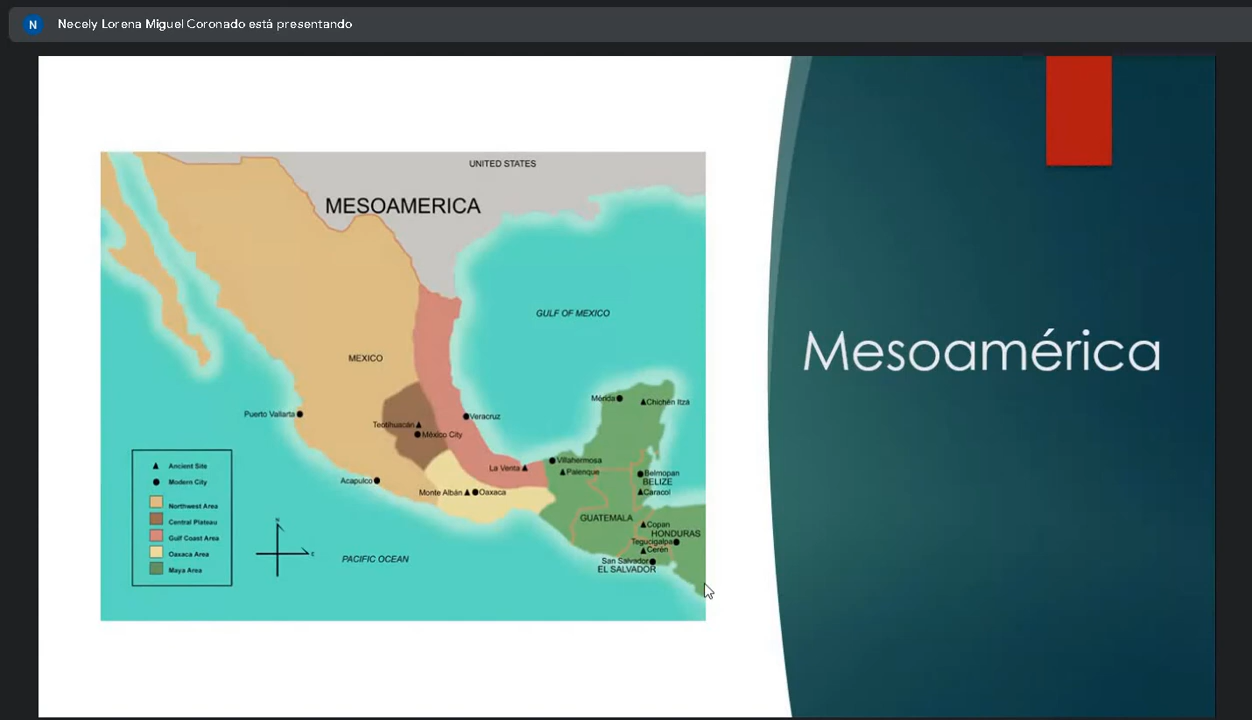 N
Necely Lorena Miguel Coronado está presentando
UNITED STATES
MESOAMERICA
GULF OF MEXICO
MEXICO
Mesoamérica
Mérida
Chichén Itzá
Puerto Vallarta
Veracruz
Teotihuacán
México City
Villahermosa
La Venta
Palenque
Belmopan
BELIZE
Acapulco
Monte Albán
Oaxaca
Caracol
GUATEMALA
Copan
HONDURAS
Tegucigalpa
Cerén
San Salvador
EL SALVADOR
PACIFIC OCEAN
Ancient Site
Modern City
Northwest Area
Central Plateau
Gulf Coast Area
Oaxaca Area
Maya Area
N
E